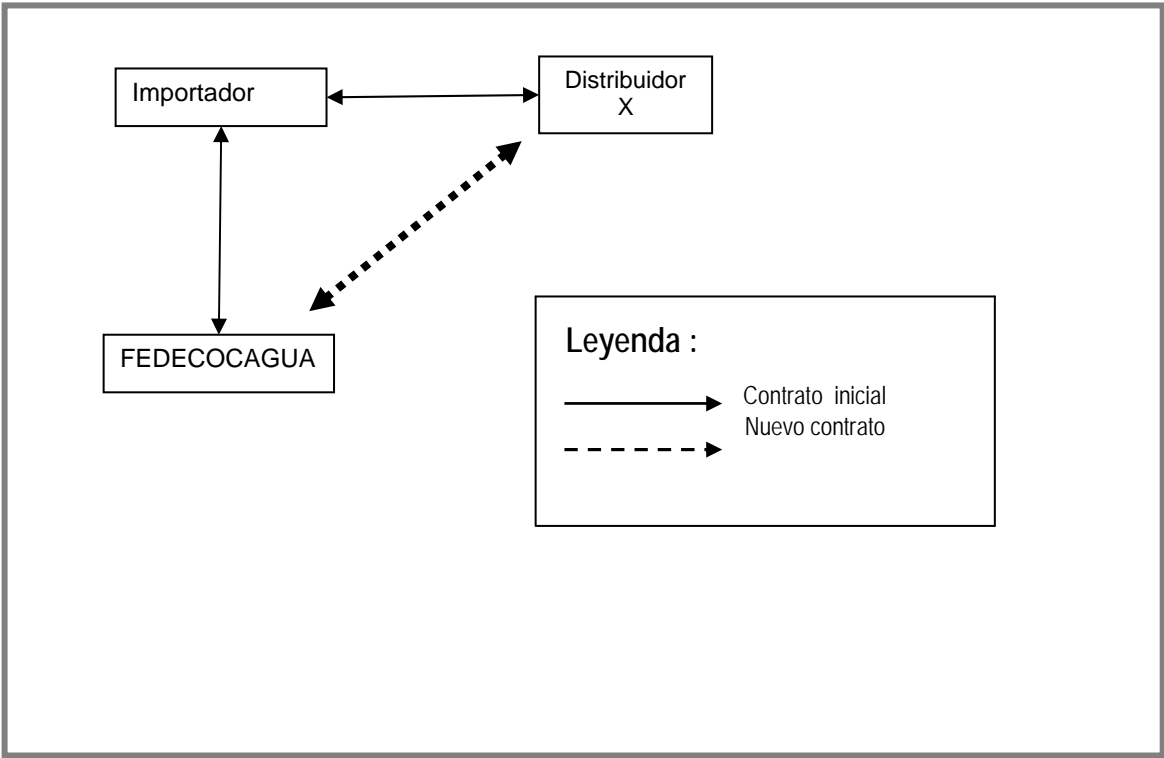 Importador
Distribuidor
X
FEDECOCAGUA
Leyenda :
Contrato inicial
Nuevo contrato